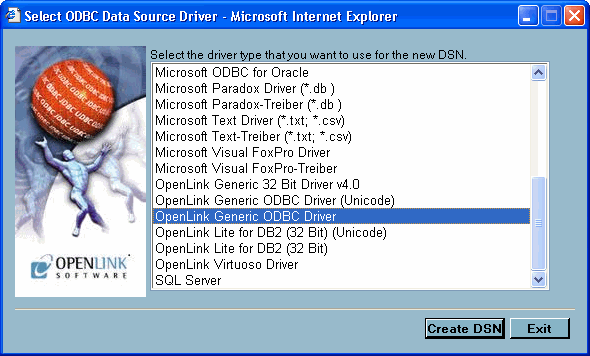 Select ODBC Data Source Driver - Microsoft Internet Explorer
Select the driver type that you want to use for the new DSN.
Microsoft ODBC for Oracle
Microsoft Paradox Driver (*.db )
Microsoft Paradox-Treiber (*.db )
Microsoft Text Driver (*.txt; *.csv)
Microsoft Text-Treiber (*.txt; *.csv)
Microsoft Visual FoxPro Driver
Microsoft Visual FoxPro-Treiber
OpenLink Generic 32 Bit Driver v4.0
OpenLink Generic ODBC Driver (Unicode)
OpenLink Generic ODBC Driver
OpenLink Lite for DB2 (32 Bit) (Unicode)
OpenLink Lite for DB2 (32 Bit)
OpenLink Virtuoso Driver
SQL Server
OPENLINK
SOFTWARE
Create DSN
Exit